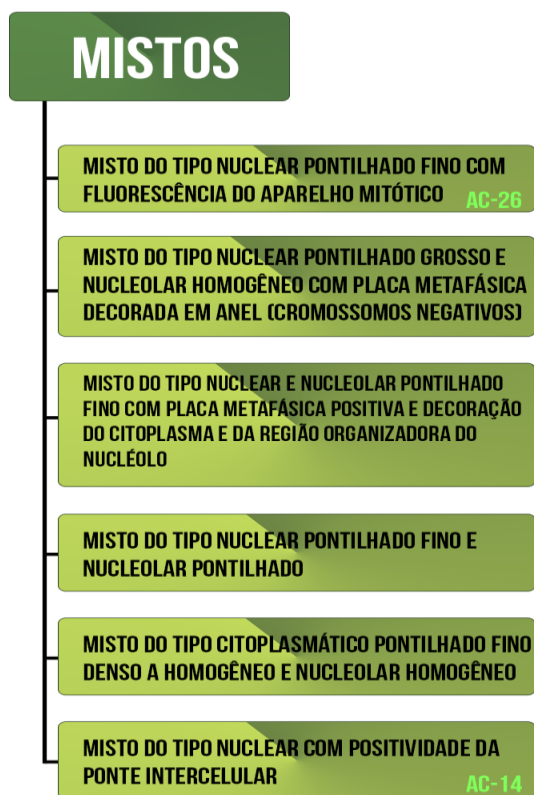 MISTOS
MISTO DO TIPO NUCLEAR PONTILHADO FINO COM
FLUORESCÊNCIA DO APARELHO MITÓTICO AC-26
MISTO DO TIPO NUCLEAR PONTILHADO GROSSO E
NUCLEOLAR HOMOGÊNEO COM PLACA METAFÁSICA
DECORADA EM ANEL (CROMOSSOMOS NEGATIVOS)
MISTO DO TIPO NUCLEAR E NUCLEOLAR PONTILHADO
FINO COM PLACA METAFÁSICA POSITIVA E DECORAÇÃO
DO CITOPLASMA E DA REGIÃO ORGANIZADORA DO
NUCLÉOLO
MISTO DO TIPO NUCLEAR PONTILHADO FINO E
NUCLEOLAR PONTILHADO
MISTO DO TIPO CITOPLASMÁTICO PONTILHADO FINO
DENSO A HOMOGÊNEO E NUCLEOLAR HOMOGÊNEO
MISTO DO TIPO NUCLEAR COM POSITIVIDADE DA
PONTE INTERCELULAR AC-14